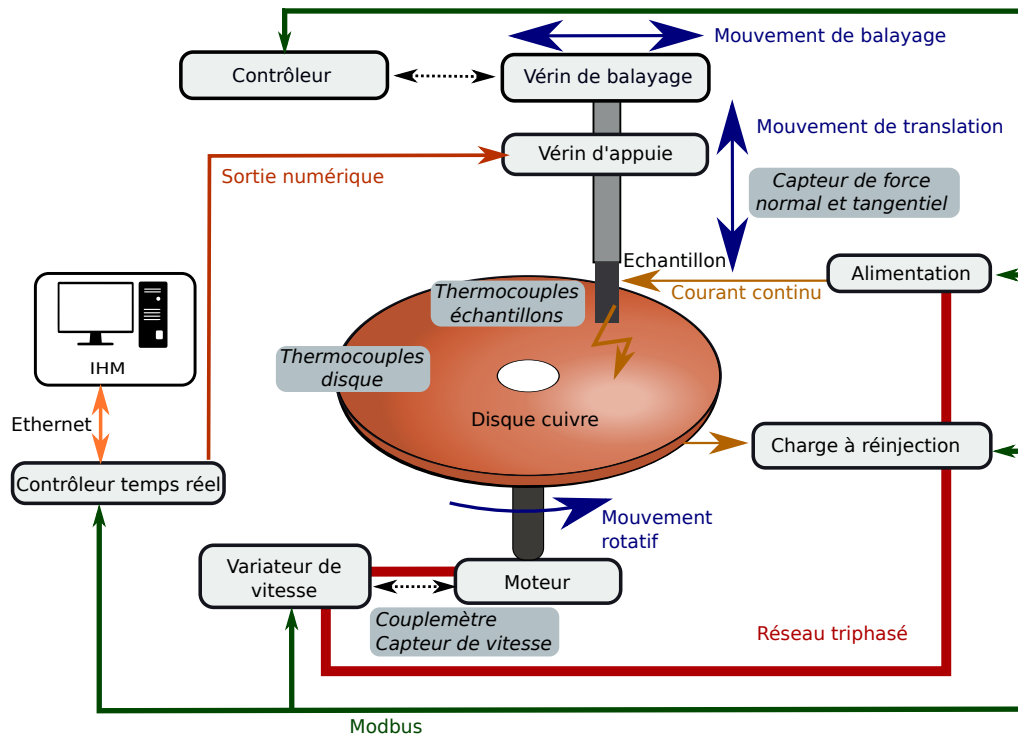 Mouvement de balayage
Contrôleur
Vérin de balayage
Mouvement de translation
Vérin d'appuie
Sortie numérique
Capteur de force
normal et tangentiel
Echantillon
Alimentation
Courant continu
Thermocouples
échantillons
Thermocouples
disque
IHM
Ethernet
Disque cuivre
Charge à réinjection
Contrôleur temps réel
Mouvement
rotatif
Variateur de
vitesse
Moteur
Couplemètre
Capteur de vitesse
Réseau triphasé
Modbus